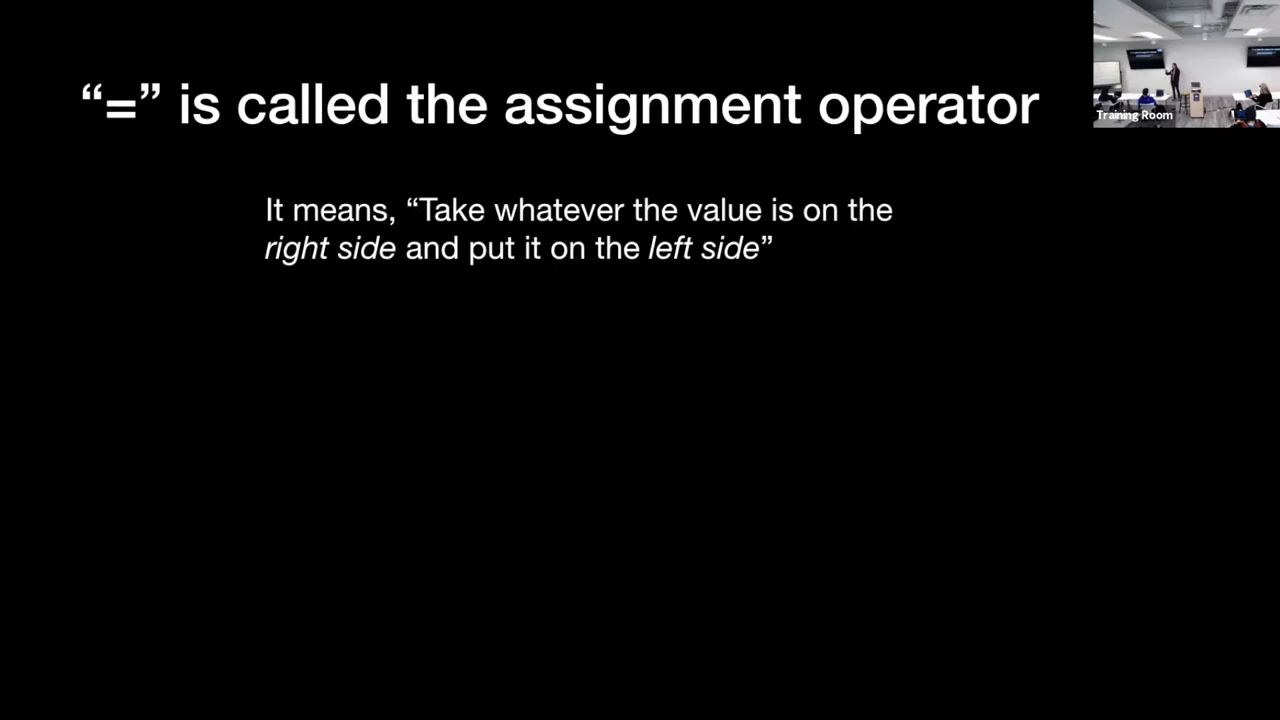 “=” is called the assignment operator
It means, “Take whatever the value is on the
right side and put it on the left side”
Training Room